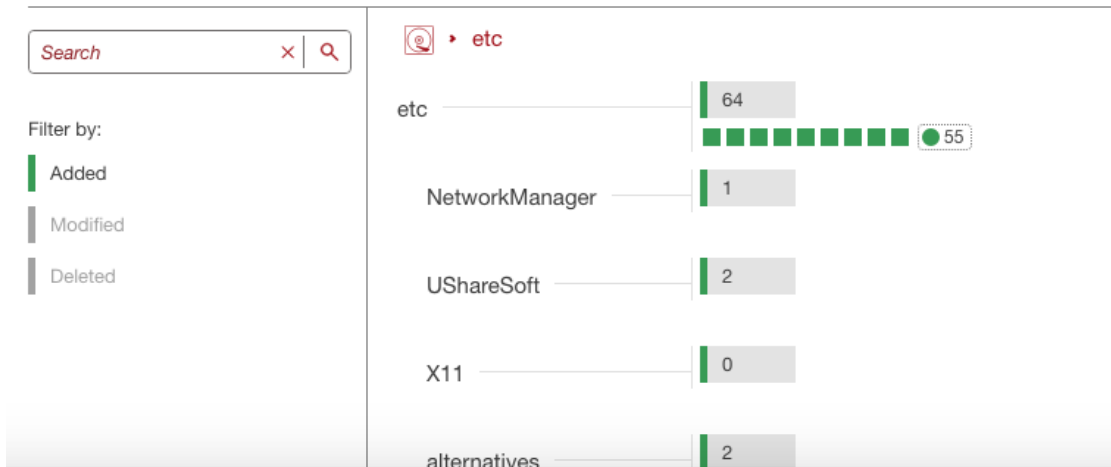 Search
etc
Filter by:
Added
Modified
Deleted
etc
64
55
NetworkManager
1
UShareSoft
2
X11
0
alternatives
2